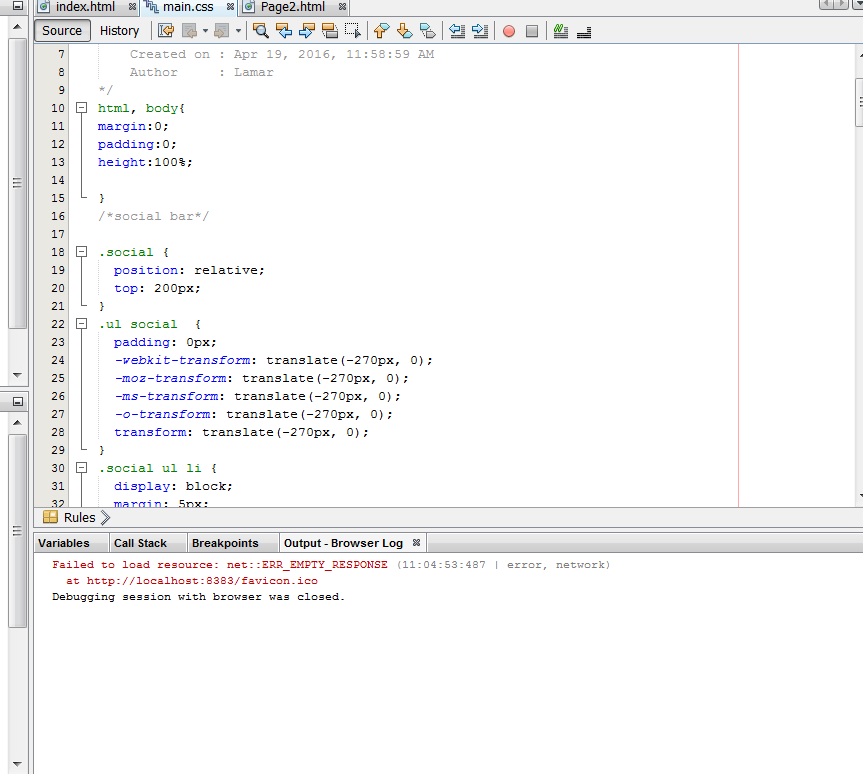 index.html main.css Page2.html
Source History
7 Created on : Apr 19, 2016, 11:58:59 AM
8 Author : Lamar
9 */
10 html, body{
11 margin:0;
12 padding:0;
13 height:100%;
14
15 }
16 /*social bar*/
17
18 .social {
19 position: relative;
20 top: 200px;
21 }
22 .ul social {
23 padding: 0px;
24 -webkit-transform: translate(-270px, 0);
25 -moz-transform: translate(-270px, 0);
26 -ms-transform: translate(-270px, 0);
27 -o-transform: translate(-270px, 0);
28 transform: translate(-270px, 0);
29 }
30 .social ul li {
31 display: block;
32 margin: 5px;
Rules
Variables Call Stack Breakpoints Output - Browser Log
Failed to load resource: net::ERR_EMPTY_RESPONSE (11:04:53:487 | error, network)
at http://localhost:8383/favicon.ico
Debugging session with browser was closed.